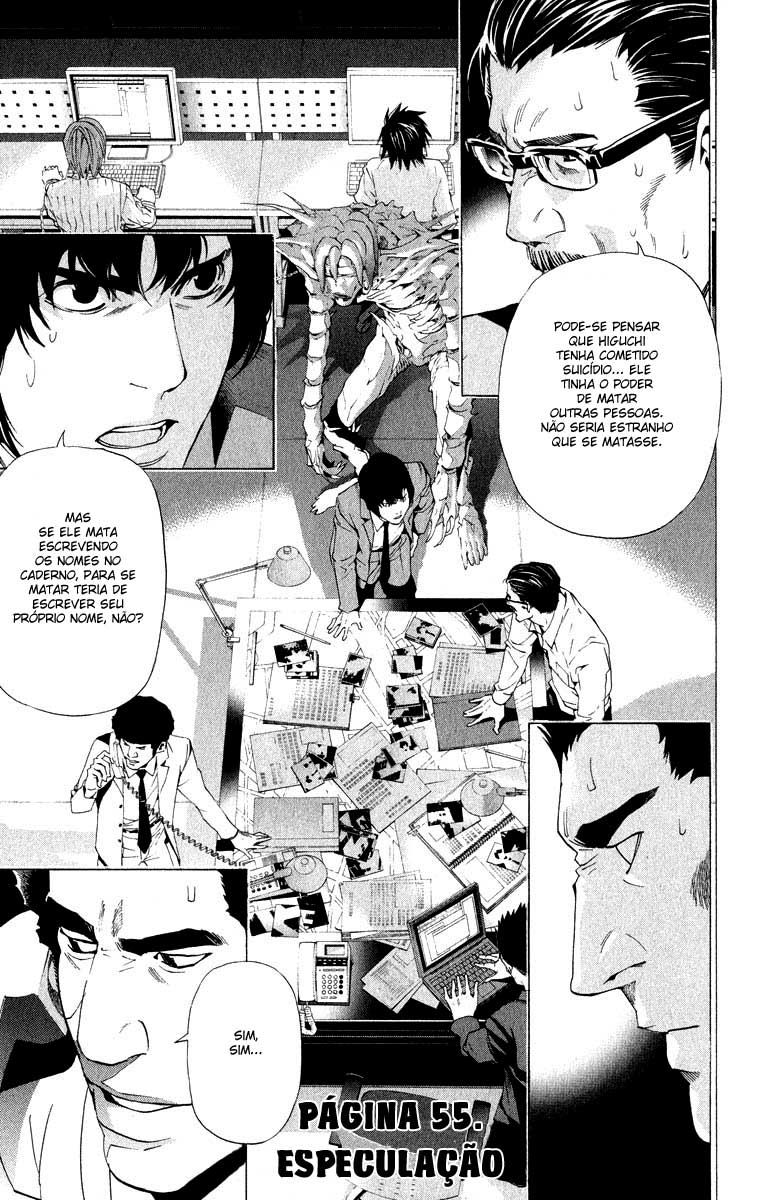 PODE-SE PENSAR
QUE HIGUCHI
TENHA COMETIDO
SUICÍDIO... ELE
TINHA O PODER
DE MATAR
OUTRAS PESSOAS.
NÃO SERIA ESTRANHO
QUE SE MATASSE.
MAS
SE ELE MATA
ESCREVENDO
OS NOMES NO
CADERNO, PARA SE
MATAR TERIA DE
ESCREVER SEU
PRÓPRIO NOME, NÃO?
SIM,
SIM...
PÁGINA 55.
ESPECULAÇÃO